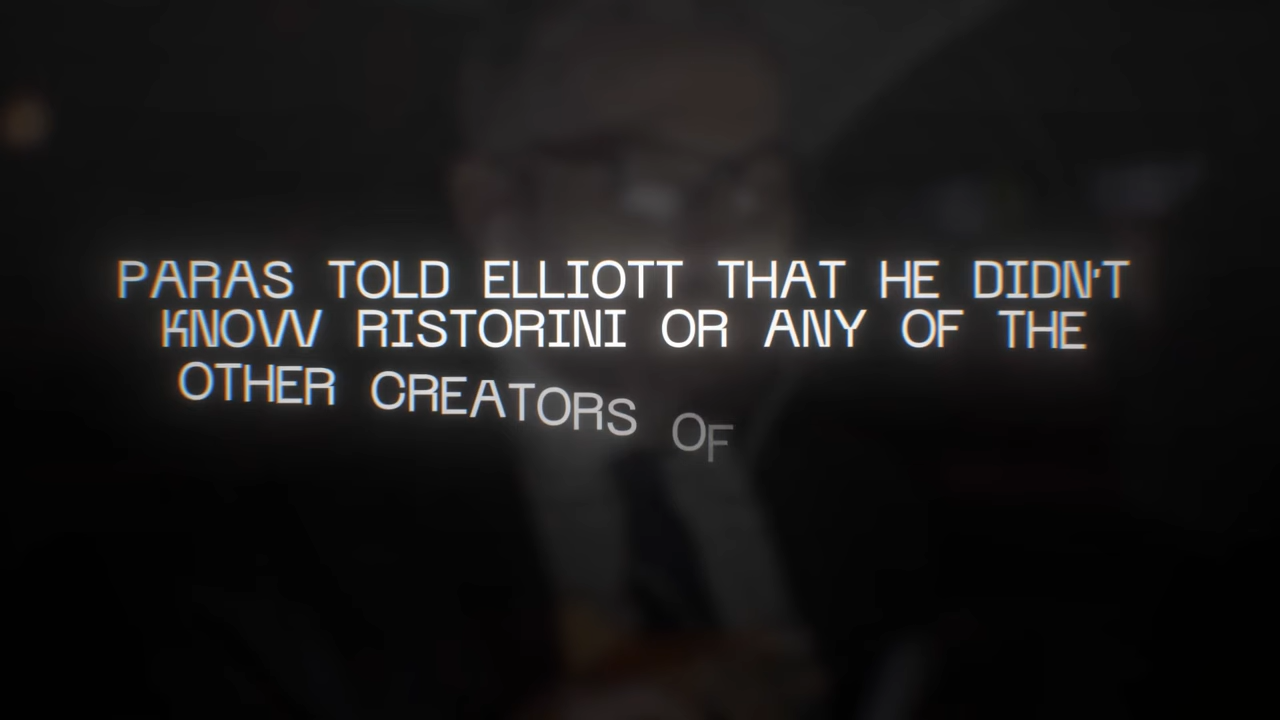 PARAS TOLD ELLIOTT THAT HE DIDN'T
KNOW RISTORINI OR ANY OF THE
OTHER CREATORS OF